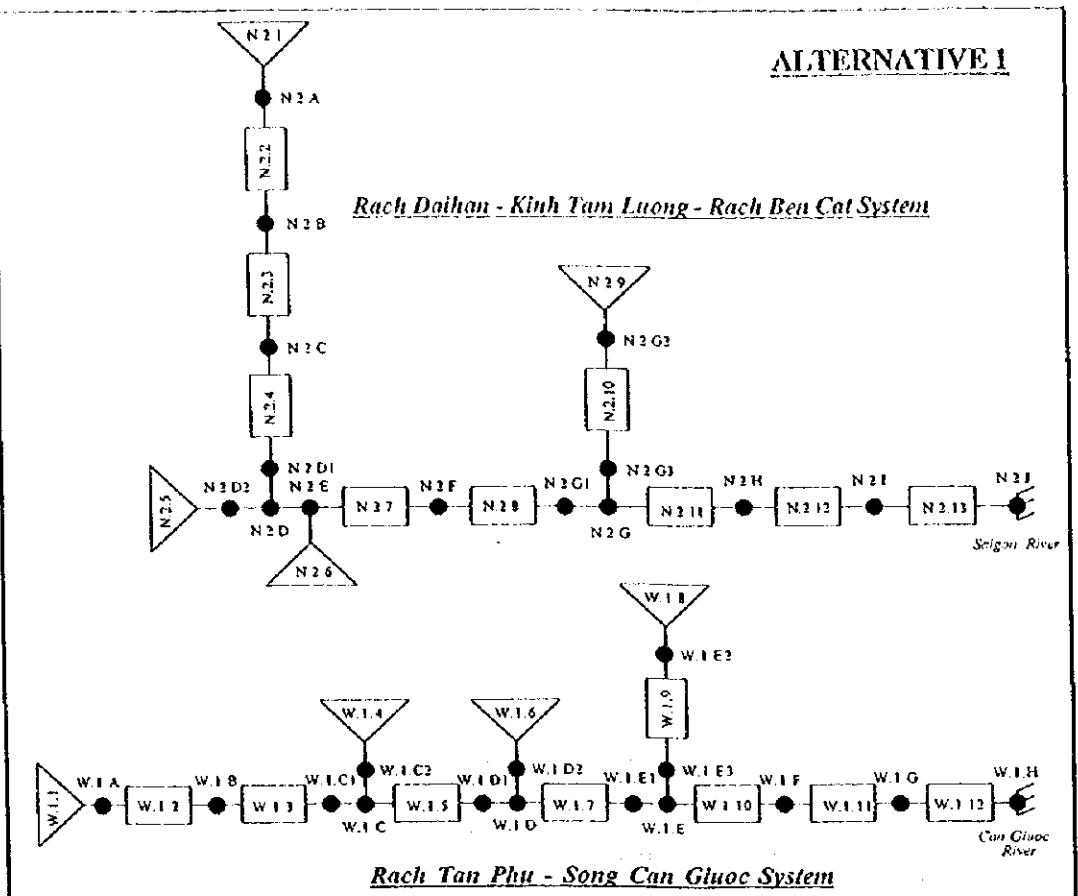 N 2 1
ALTERNATIVE 1
N 2 A
N.2.2
Rach Daihan - Kinh Tam Luong - Rach Ben Cat System
N 2 B
N.2.3
N 2 9
N 2 C
N 2 G2
N.2.4
N.2.10
N 2 D1
N 2 G3
N.2.5
N 2 D2
N 2 E
N 2 F
N 2 G1
N 2 H
N 2 I
N 2 J
N 2 7
N 2 8
N 2 11
N 2 12
N 2 13
N 2 D
N 2 G
Saigon River
N 2 6
W.1 8
W.1 E2
W.1.9
W.1.4
W.1.6
W.1.1
W.1 A
W.1 B
W.1.C1
W.1 C2
W.1 D1
W.1 D2
W.1 E1
W.1 E3
W.1 F
W.1 G
W.1 H
W.1 2
W.1 3
W.1 5
W.1 7
W.1 10
W.1 11
W.1 12
W.1 C
W.1 D
W.1 E
Can Giuoc
River
Rach Tan Phu - Song Can Giuoc System